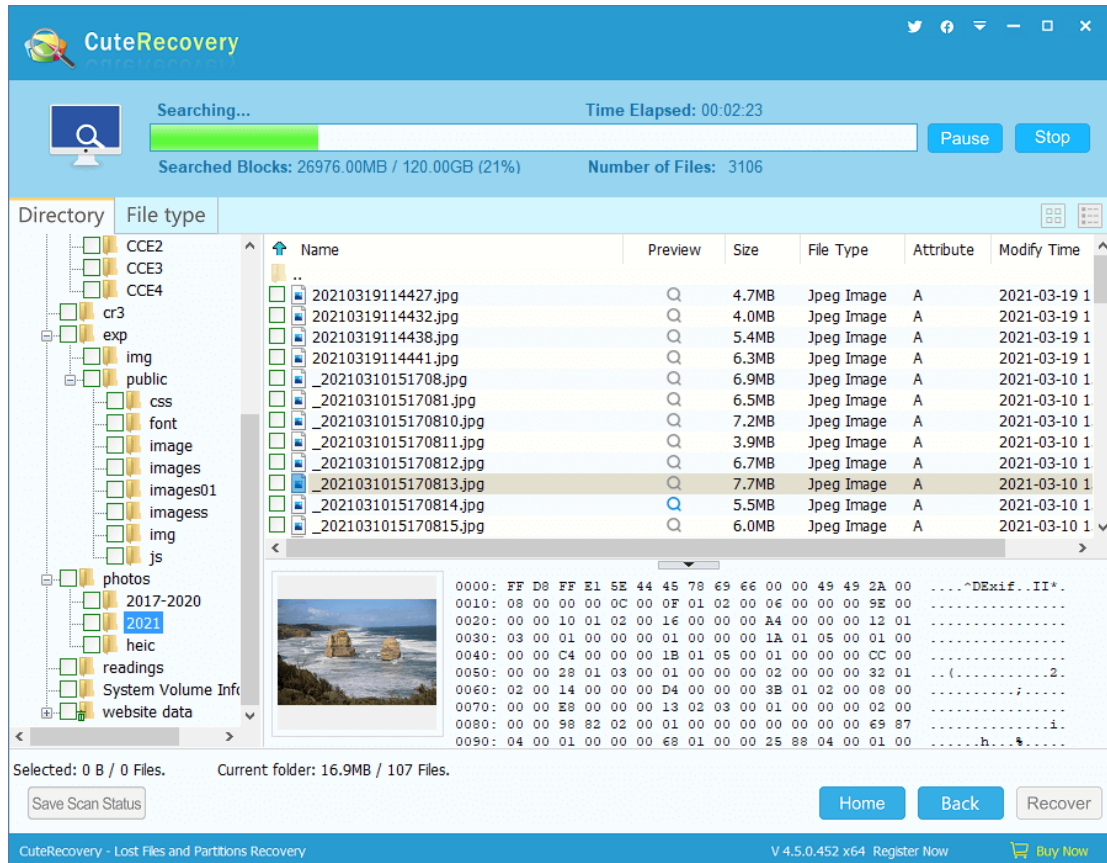 CuteRecovery
Searching...
Time Elapsed: 00:02:23
Pause
Stop
Searched Blocks: 26976.00MB / 120.00GB (21%)
Number of Files: 3106
Directory
File type
CCE2
CCE3
CCE4
cr3
exp
img
public
css
font
image
images
images01
imagess
img
js
photos
2017-2020
2021
heic
readings
System Volume Info
website data
Name Preview Size File Type Attribute Modify Time
..
20210319114427.jpg 4.7MB Jpeg Image A 2021-03-19 1
20210319114432.jpg 4.0MB Jpeg Image A 2021-03-19 1
20210319114438.jpg 5.4MB Jpeg Image A 2021-03-19 1
20210319114441.jpg 6.3MB Jpeg Image A 2021-03-19 1
_20210310151708.jpg 6.9MB Jpeg Image A 2021-03-10 1
_202103101517081.jpg 6.5MB Jpeg Image A 2021-03-10 1
_2021031015170810.jpg 7.2MB Jpeg Image A 2021-03-10 1
_2021031015170811.jpg 3.9MB Jpeg Image A 2021-03-10 1
_2021031015170812.jpg 6.7MB Jpeg Image A 2021-03-10 1
_2021031015170813.jpg 7.7MB Jpeg Image A 2021-03-10 1
_2021031015170814.jpg 5.5MB Jpeg Image A 2021-03-10 1
_2021031015170815.jpg 6.0MB Jpeg Image A 2021-03-10 1
0000: FF D8 FF E1 5E 44 45 78 69 66 00 00 49 49 2A 00 ....^DExif..II*.
0010: 08 00 00 00 0C 00 0F 01 02 00 06 00 00 00 9E 00 ................
0020: 00 00 10 01 02 00 16 00 00 00 A4 00 00 00 12 01 ................
0030: 03 00 01 00 00 00 01 00 00 00 1A 01 05 00 01 00 ................
0040: 00 00 C4 00 00 00 1B 01 05 00 01 00 00 00 CC 00 ................
0050: 00 00 28 01 03 00 01 00 00 00 02 00 00 00 32 01 ..(...........2.
0060: 02 00 14 00 00 00 D4 00 00 00 3B 01 02 00 08 00 ..........;.....
0070: 00 00 E8 00 00 00 13 02 03 00 01 00 00 00 02 00 ................
0080: 00 00 98 82 02 00 01 00 00 00 00 00 00 00 69 87 ..............i.
0090: 04 00 01 00 00 00 68 01 00 00 25 88 04 00 01 00 ......h...%.....
Selected: 0 B / 0 Files.
Current folder: 16.9MB / 107 Files.
Save Scan Status
Home
Back
Recover
CuteRecovery - Lost Files and Partitions Recovery
V 4.5.0.452 x64 Register Now
Buy Now